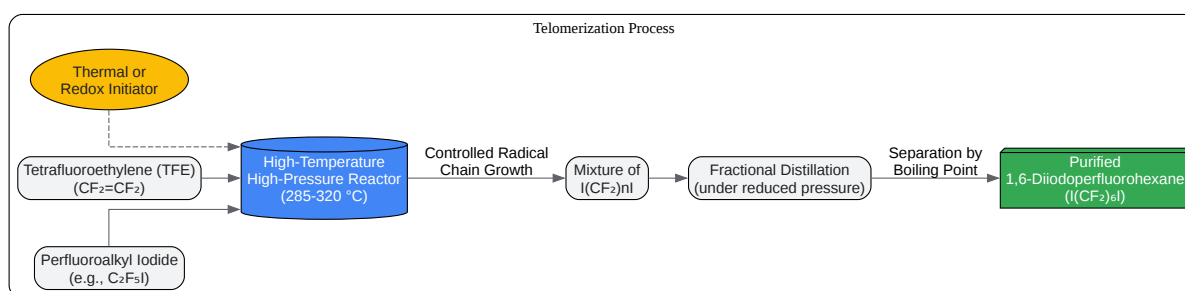 Telomerization Process
Thermal or
Redox Initiator
Tetrafluoroethylene (TFE)
(CF₂=CF₂)
Perfluoroalkyl Iodide
(e.g., C₂F₅I)
High-Temperature
High-Pressure Reactor
(285-320 °C)
Controlled Radical
Chain Growth
Mixture of
I(CF₂)nI
Fractional Distillation
(under reduced pressure)
Separation by
Boiling Point
Purified
1,6-Diiodoperfluorohexane
(I(CF₂)₆I)